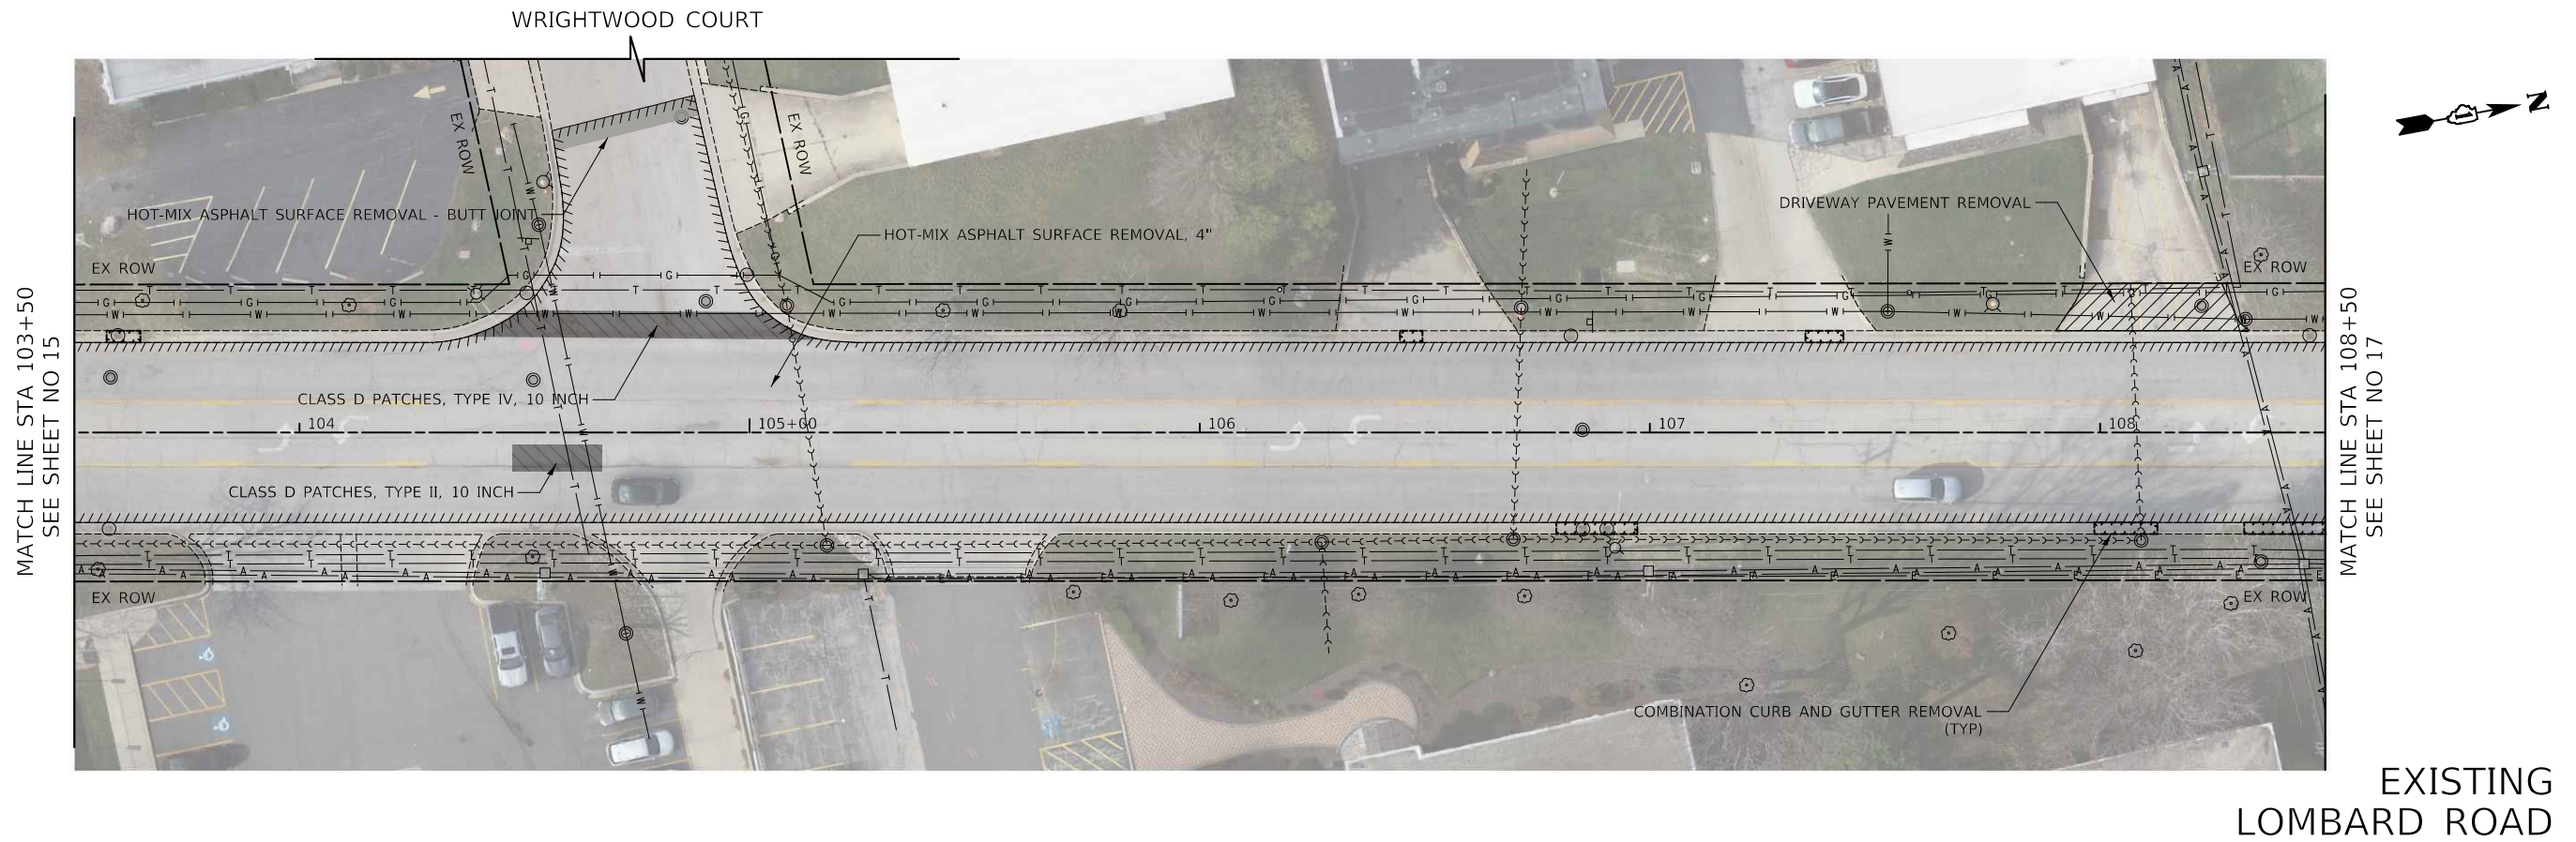 WRIGHTWOOD COURT
EX ROW
EX ROW
N
HOT-MIX ASPHALT SURFACE REMOVAL - BUTT JOINT
HOT-MIX ASPHALT SURFACE REMOVAL, 4"
DRIVEWAY PAVEMENT REMOVAL
EX ROW
EX ROW
MATCH LINE STA 103+50
SEE SHEET NO 15
CLASS D PATCHES, TYPE IV, 10 INCH
104
105+00
106
107
108
CLASS D PATCHES, TYPE II, 10 INCH
MATCH LINE STA 108+50
SEE SHEET NO 17
EX ROW
EX ROW
COMBINATION CURB AND GUTTER REMOVAL
(TYP)
EXISTING
LOMBARD ROAD